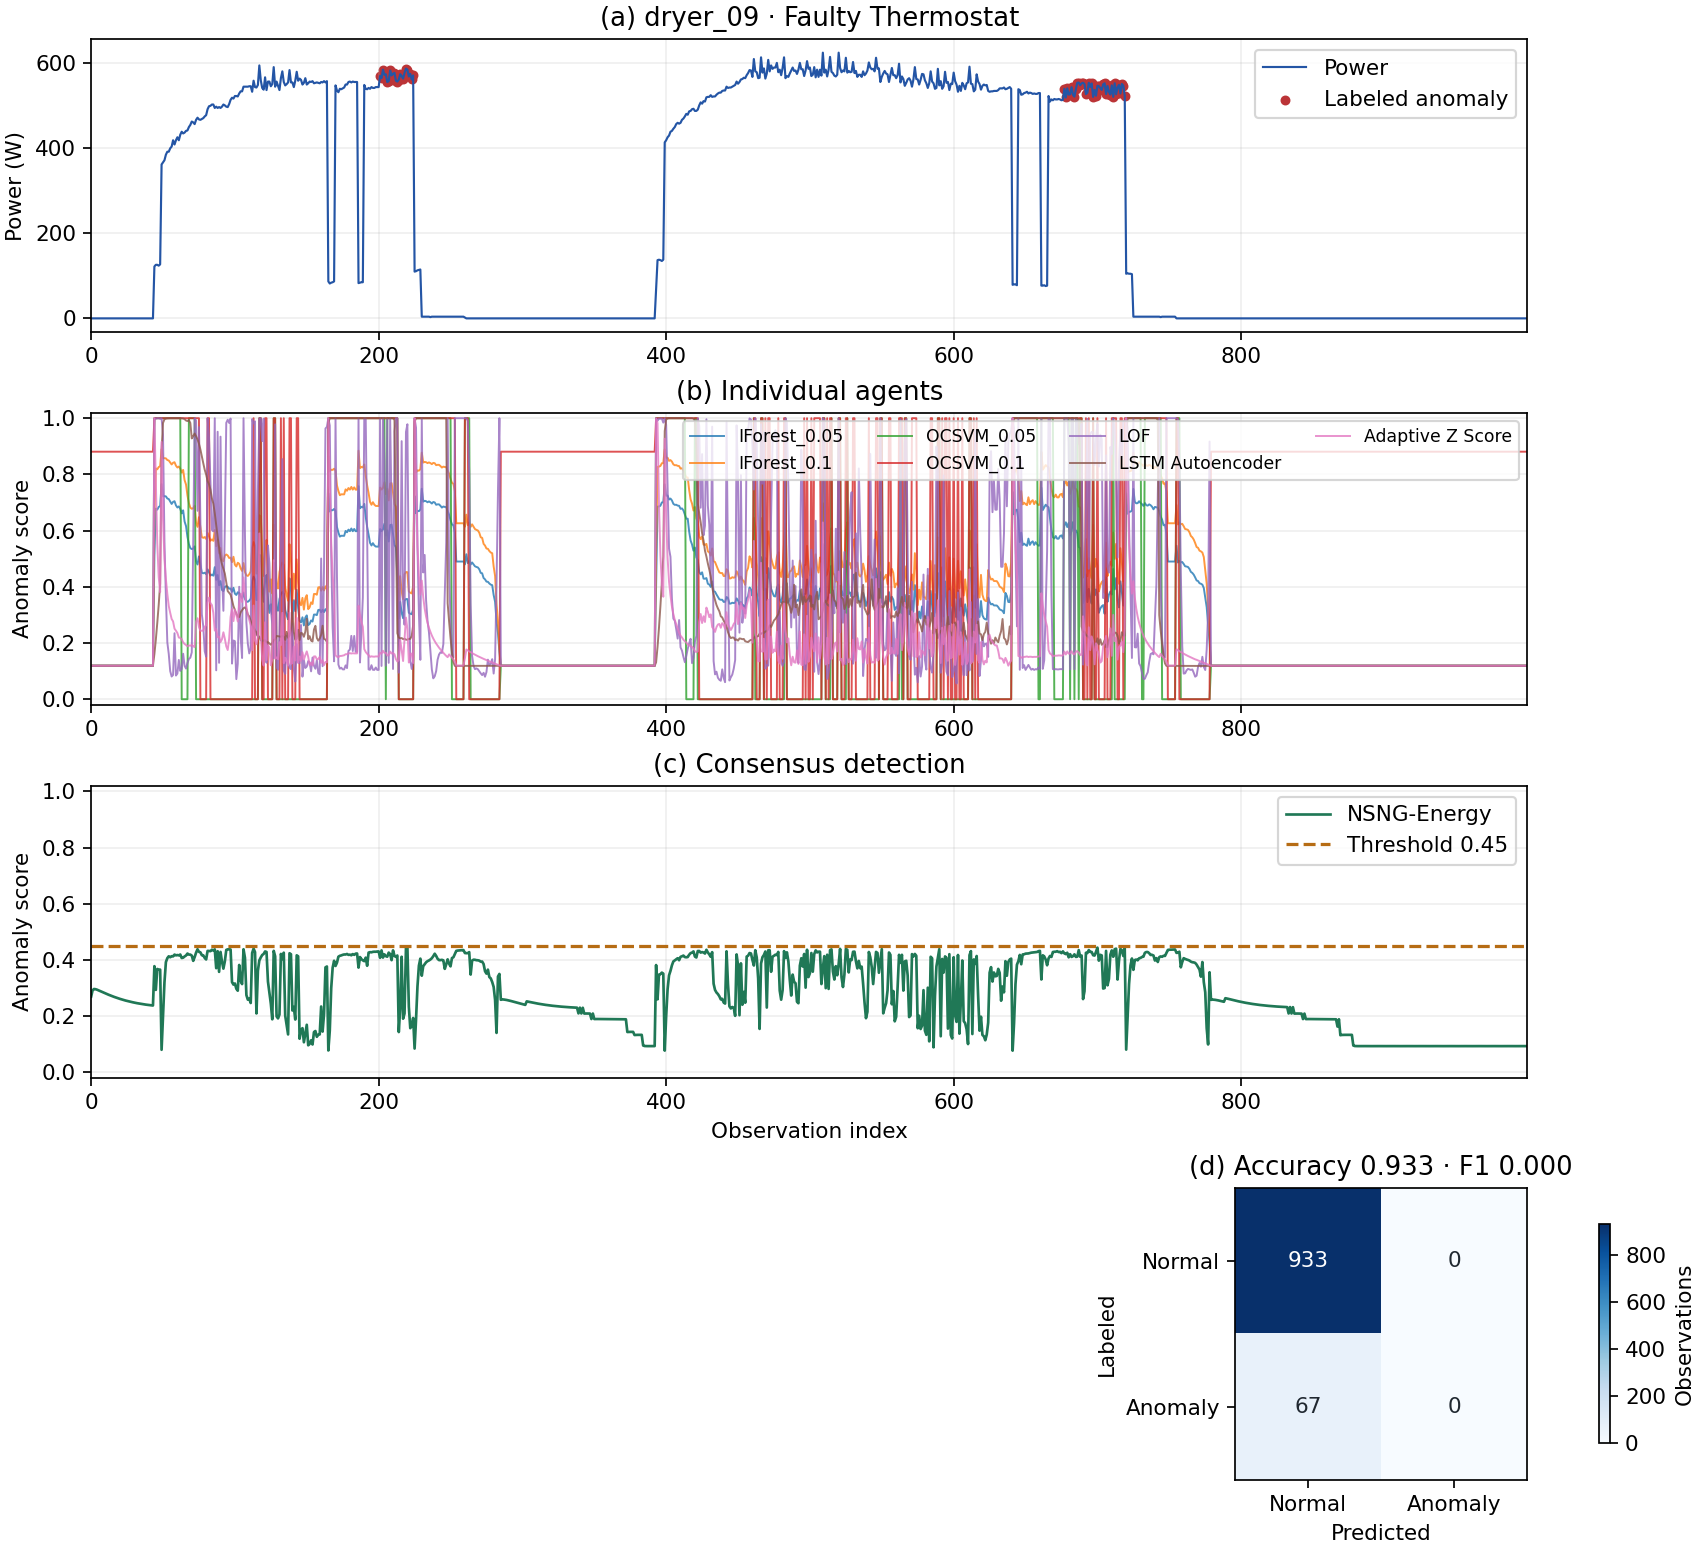 (a) dryer_09 · Faulty Thermostat
Power (W)
600
400
200
0
Power
Labeled anomaly
0 200 400 600 800
(b) Individual agents
Anomaly score
1.0
0.8
0.6
0.4
0.2
0.0
IForest_0.05 OCSVM_0.05 LOF Adaptive Z Score
IForest_0.1 OCSVM_0.1 LSTM Autoencoder
0 200 400 600 800
(c) Consensus detection
Anomaly score
1.0
0.8
0.6
0.4
0.2
0.0
NSNG-Energy
Threshold 0.45
0 200 400 600 800
Observation index
(d) Accuracy 0.933 · F1 0.000
Labeled
Normal
933 0
Anomaly
67 0
Normal Anomaly
Predicted
800
600
400
200
0
Observations